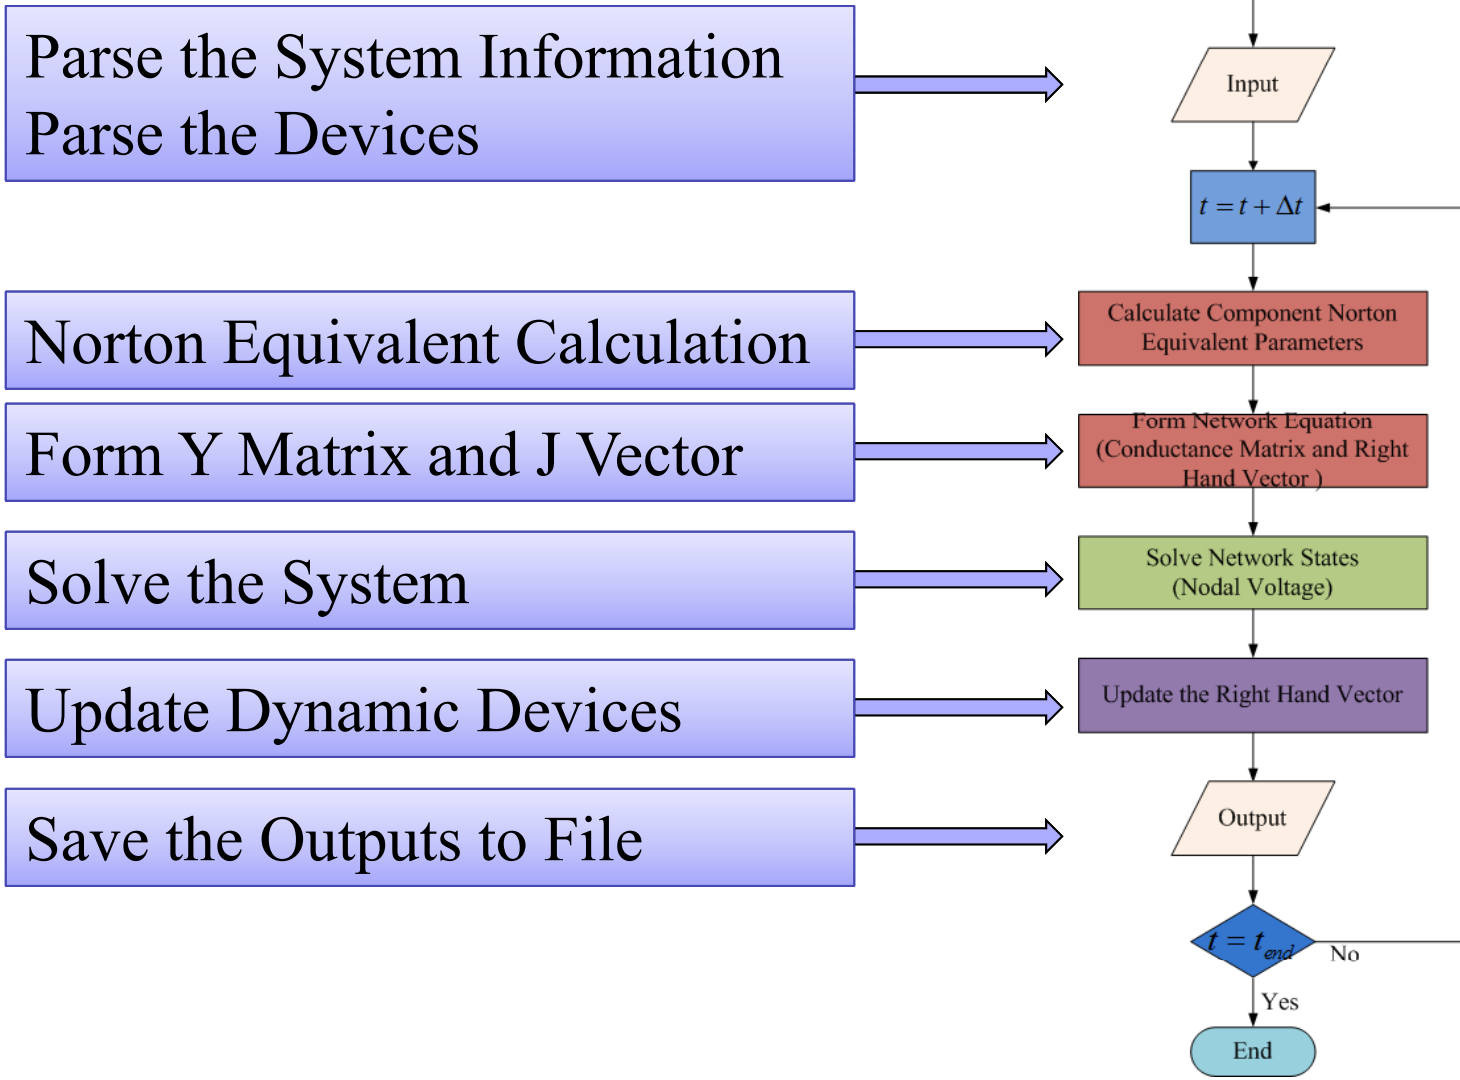 Parse the System Information
Parse the Devices
Norton Equivalent Calculation
Form Y Matrix and J Vector
Solve the System
Update Dynamic Devices
Save the Outputs to File
Input
t = t + Δt
Calculate Component Norton
Equivalent Parameters
Form Network Equation
(Conductance Matrix and Right
Hand Vector )
Solve Network States
(Nodal Voltage)
Update the Right Hand Vector
Output
t = t_end
No
Yes
End